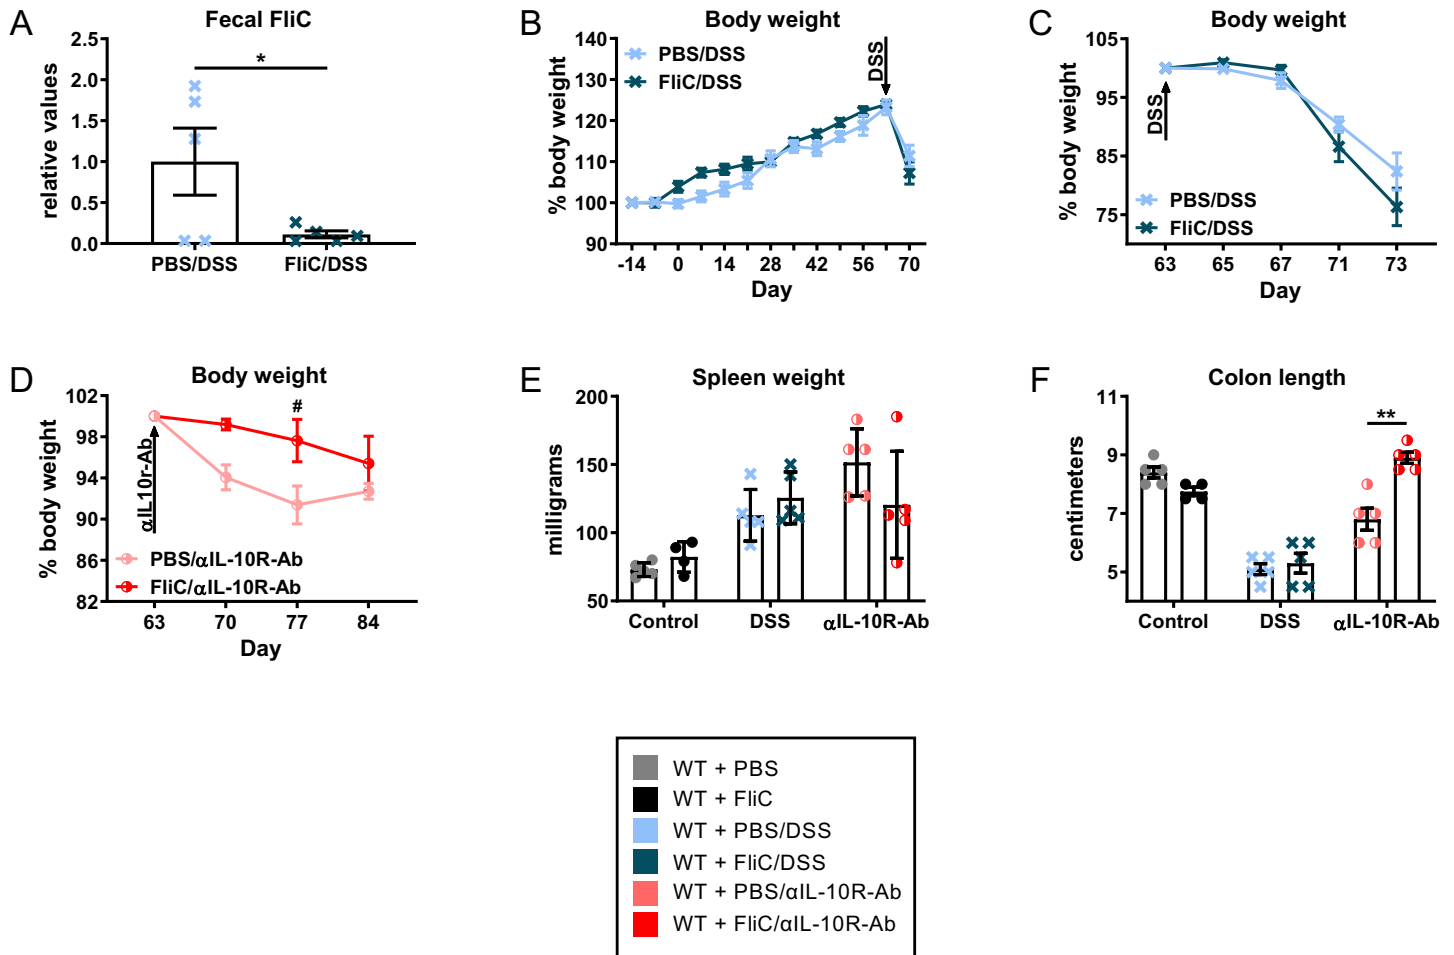 A
Fecal FliC
relative values
2.5
2.0
1.5
1.0
0.5
0.0
*
PBS/DSS
FliC/DSS
B
Body weight
% body weight
140
130
120
110
100
90
PBS/DSS
FliC/DSS
DSS
-14
0
14
28
42
56
70
Day
C
Body weight
% body weight
105
95
85
75
DSS
PBS/DSS
FliC/DSS
63
65
67
71
73
Day
D
Body weight
% body weight
102
98
94
90
86
82
αIL10r-Ab
#
PBS/αIL-10R-Ab
FliC/αIL-10R-Ab
63
70
77
84
Day
E
Spleen weight
milligrams
200
150
100
50
Control
DSS
αIL-10R-Ab
F
Colon length
centimeters
11
9
7
5
**
Control
DSS
αIL-10R-Ab
WT + PBS
WT + FliC
WT + PBS/DSS
WT + FliC/DSS
WT + PBS/αIL-10R-Ab
WT + FliC/αIL-10R-Ab